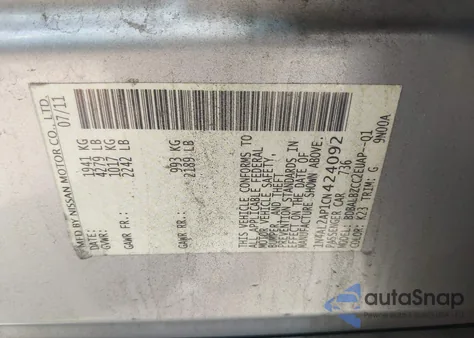 MFD BY NISSAN MOTOR CO., LTD.
07/11
GVWR 1941 KG
4279 LB
GAWR FR 1017 KG
2242 LB
GAWR RR 993 KG
2189 LB
THIS VEHICLE CONFORMS TO
ALL APPLICABLE FEDERAL
MOTOR VEHICLE SAFETY,
BUMPER, AND THEFT
PREVENTION STANDARDS IN
EFFECT ON THE DATE OF
MANUFACTURE SHOWN ABOVE.
1N4AL2AP1CN424092
PASSENGER CAR 736
MODEL: BDBALBZCC2EUAP--Q1
COLOR: K23 TRIM: G 9N00A
autoSnap